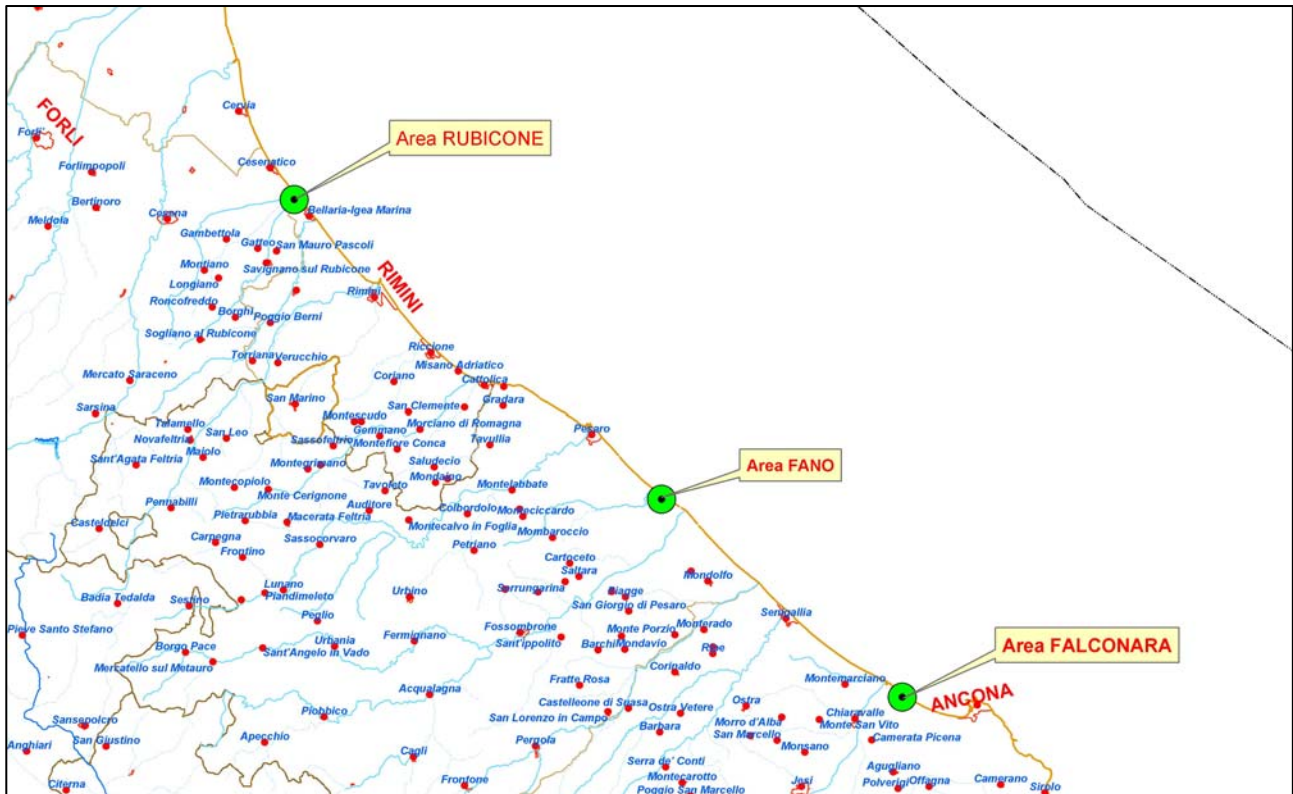 Cervia
FORLI
Forlì
Area RUBICONE
Forlimpopoli
Cesenatico
Bertinoro
Bellaria-Igea Marina
Meldola
Cesena
Gambettola
Gatteo
San Mauro Pascoli
Montiano
Savignano sul Rubicone
Longiano
RIMINI
Rimini
Roncofreddo
Borghi
Poggio Berni
Sogliano al Rubicone
Riccione
Torriana
Verucchio
Misano Adriatico
Mercato Saraceno
Coriano
Cattolica
San Marino
Gradara
Sarsina
San Clemente
Talamello
Montescudo
Morciano di Romagna
Novafeltria
San Leo
Gemmano
Pesaro
Sassofeltrio
Montefiore Conca
Tavullia
Maiolo
Sant'Agata Feltria
Montegrimano
Saludecio
Area FANO
Mondaino
Montecopiolo
Tavoleto
Montelabbate
Monte Cerignone
Pennabilli
Auditore
Colbordolo
Monteciccardo
Pietrarubbia
Macerata Feltria
Montecalvo in Foglia
Casteldelci
Mombaroccio
Carpegna
Sassocorvaro
Petriano
Frontino
Cartoceto
Saltara
Mondolfo
Lunano
Urbino
Serrungarina
Piagge
Piandimeleto
Badia Tedalda
Sestino
San Giorgio di Pesaro
Senigallia
Peglio
Pieve Santo Stefano
Fossombrone
Monte Porzio
Monterado
Urbania
Fermignano
Sant'ippolito
Borgo Pace
Sant'Angelo in Vado
Barchi
Mondavio
Ripe
Area FALCONARA
Mercatello sul Metauro
Corinaldo
Fratte Rosa
Montemarciano
Acqualagna
ANCONA
Castelleone di Suasa
Ostra
Piobbico
San Lorenzo in Campo
Ostra Vetere
Chiaravalle
Sansepolcro
Barbara
Morro d'Alba
Monte San Vito
San Marcello
San Giustino
Apecchio
Pergola
Camerata Picena
Anghiari
Cagli
Monsano
Serra de' Conti
Agugliano
Citerna
Frontone
Montecarotto
Jesi
Polverigi
Offagna
Camerano
Poggio San Marcello
Sirolo